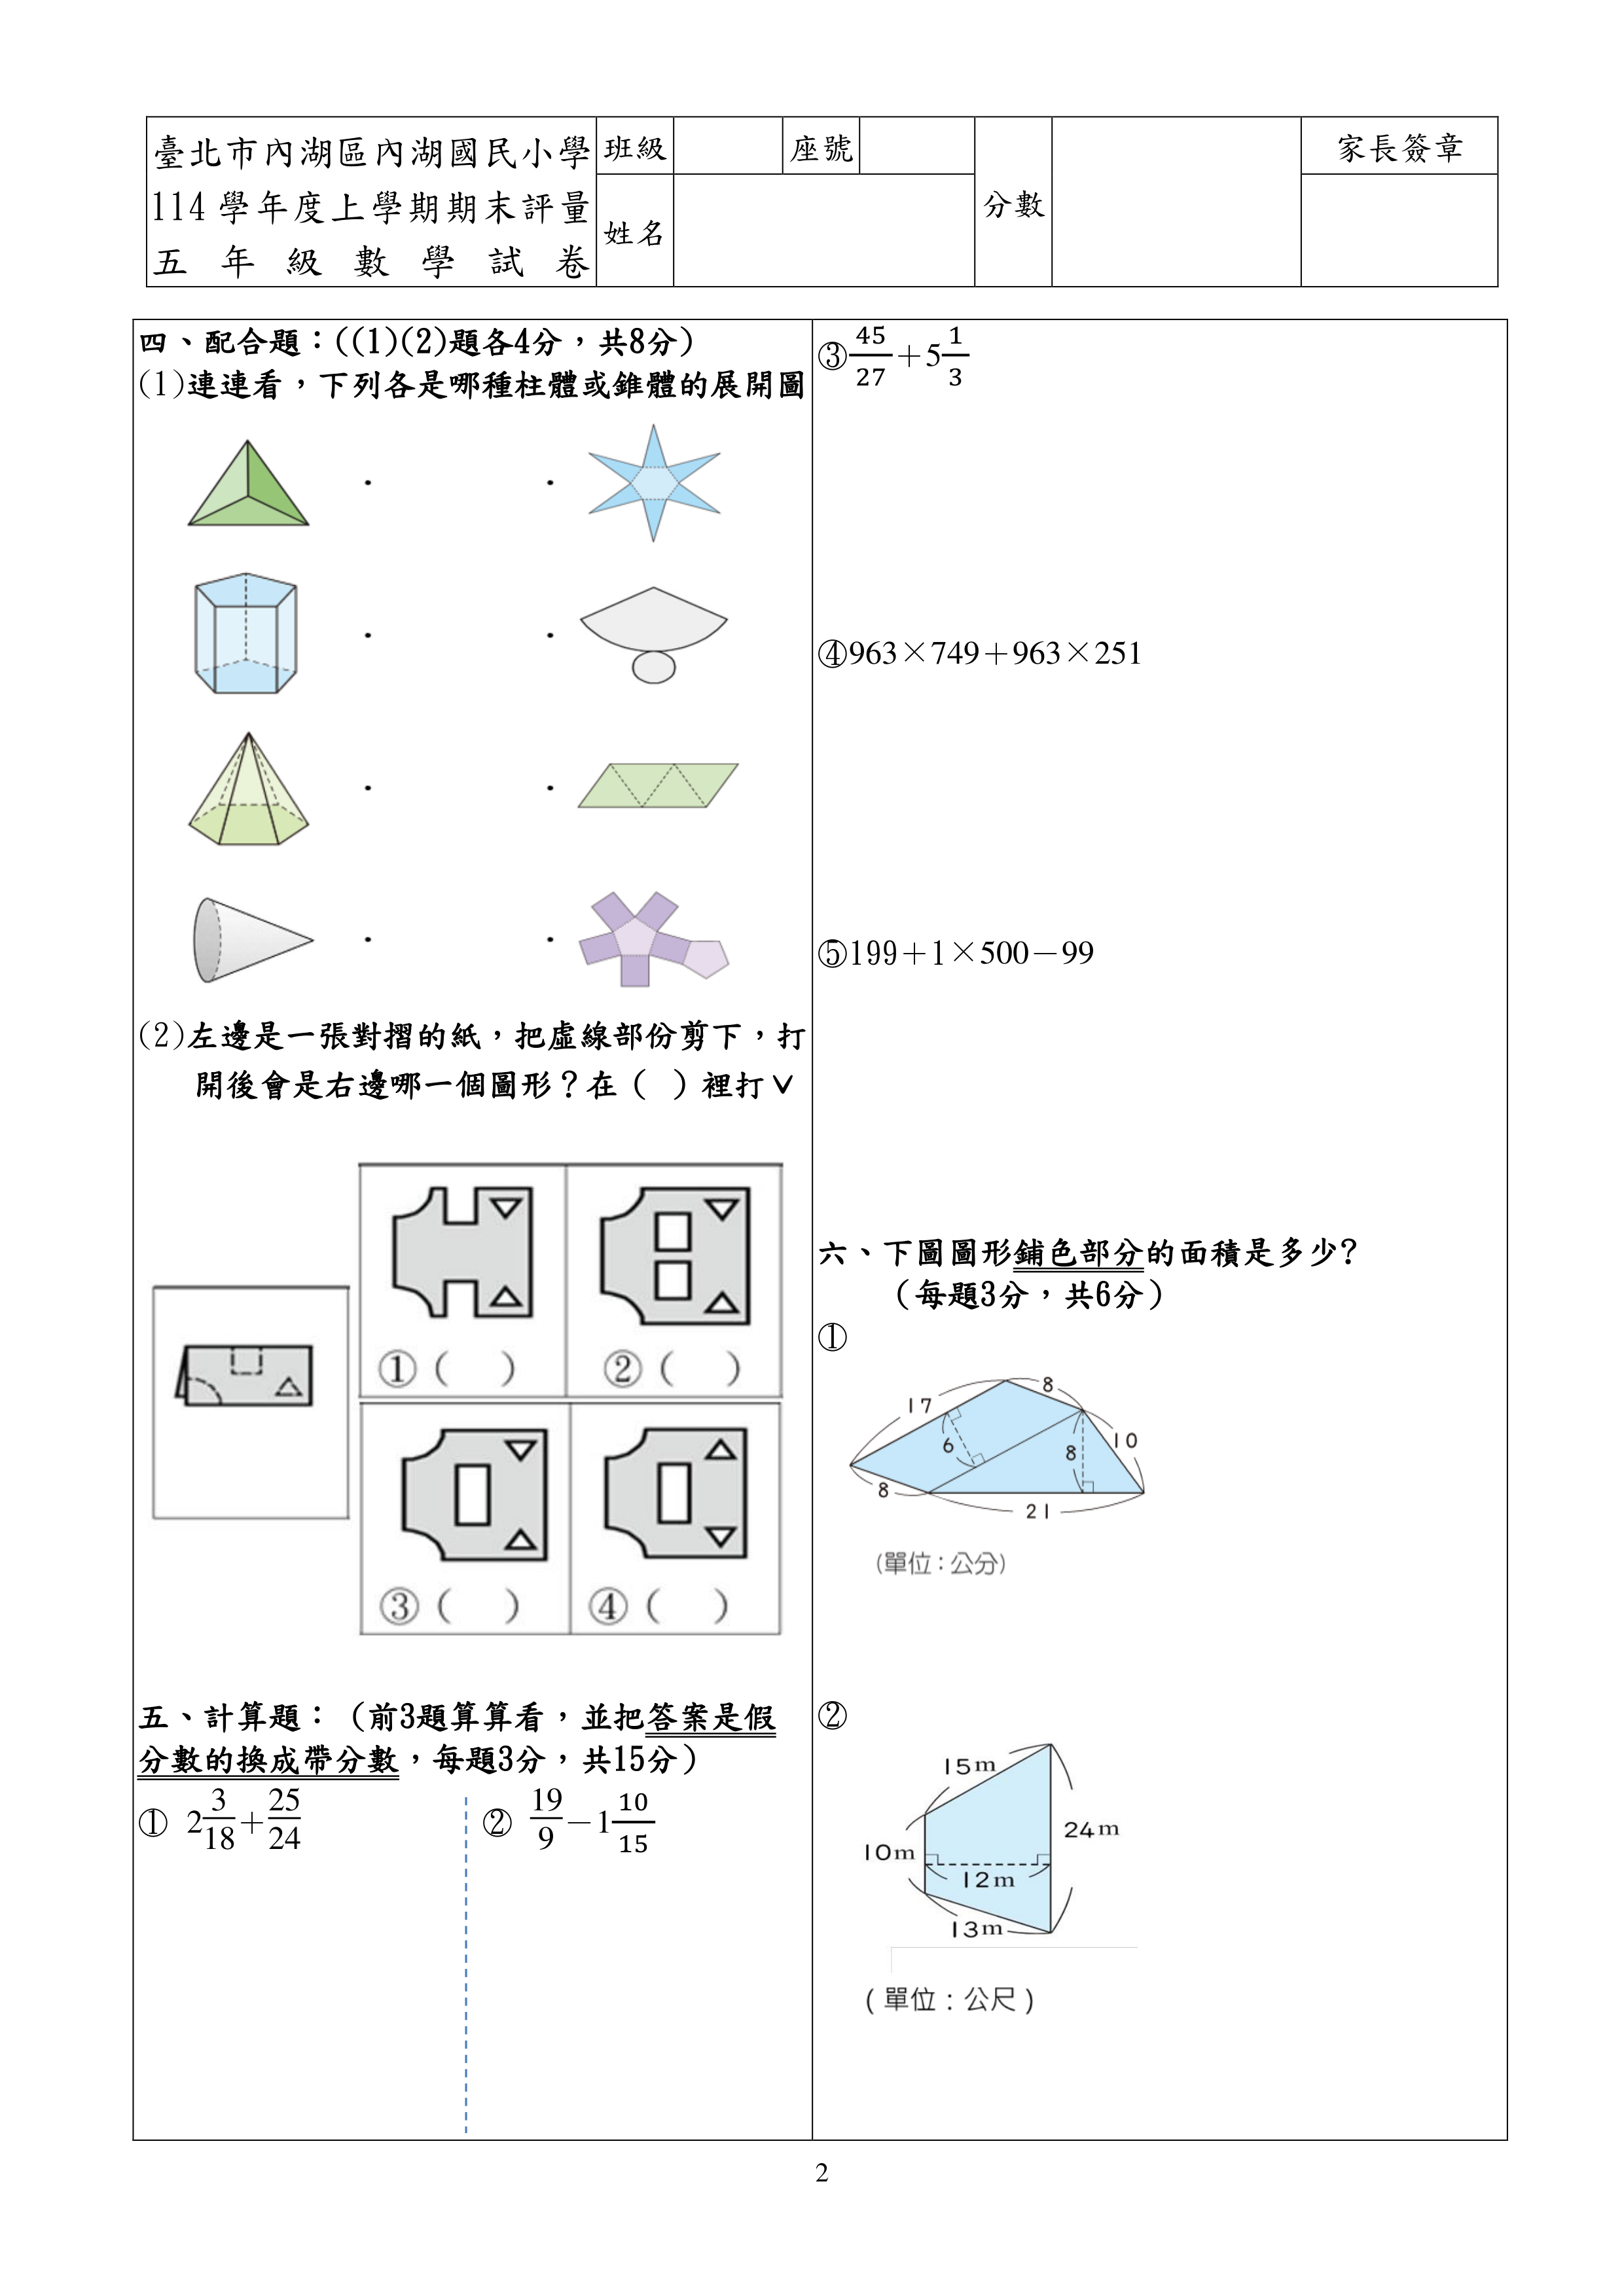 臺北市內湖區內湖國民小學
114學年度上學期期末評量
五年級數學試卷
班級
座號
姓名
分數
家長簽章
四、配合題：((1)(2)題各4分，共8分)
(1)連連看，下列各是哪種柱體或錐體的展開圖
(2)左邊是一張對摺的紙，把虛線部份剪下，打
開後會是右邊哪一個圖形？在（ ）裡打∨
①（ ）
②（ ）
③（ ）
④（ ）
五、計算題：（前3題算算看，並把答案是假
分數的換成帶分數，每題3分，共15分）
① 2 3/18＋25/24
② 19/9－1 10/15
③45/27＋5 1/3
④963×749＋963×251
⑤199＋1×500－99
六、下圖圖形鋪色部分的面積是多少?
（每題3分，共6分）
①
17
8
6
8
10
8
21
(單位：公分)
②
15m
24m
10m
12m
13m
(單位：公尺)
2